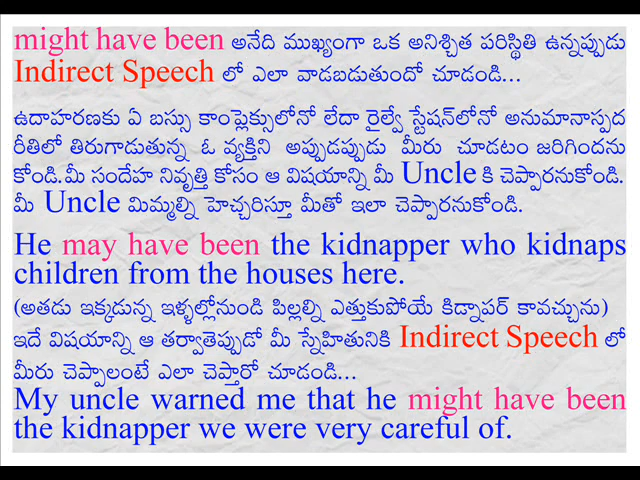 might have been అనేది ముఖ్యంగా ఒక అనిశ్చిత పరిస్థితి ఉన్నప్పుడు
Indirect Speech లో ఎలా వాడబడుతుందో చూడండి...
ఉదాహరణకు ఏ బస్సు కాంప్లెక్సులోనో లేదా రైల్వే స్టేషన్‌లోనో అనుమానాస్పద
రీతిలో తిరుగాడుతున్న ఓ వ్యక్తిని అప్పుడప్పుడు మీరు చూడటం జరిగిందను
కోండి.మీ సందేహ నివృత్తి కోసం ఆ విషయాన్ని మీ Uncle కి చెప్పారనుకోండి.
మీ Uncle మిమ్మల్ని హెచ్చరిస్తూ మీతో ఇలా చెప్పారనుకోండి.
He may have been the kidnapper who kidnaps
children from the houses here.
(అతడు ఇక్కడున్న ఇళ్ళల్లోనుండి పిల్లల్ని ఎత్తుకుపోయే కిడ్నాపర్ కావచ్చును)
ఇదే విషయాన్ని ఆ తర్వాతెప్పుడో మీ స్నేహితునికి Indirect Speech లో
మీరు చెప్పాలంటే ఎలా చెప్తారో చూడండి...
My uncle warned me that he might have been
the kidnapper we were very careful of.